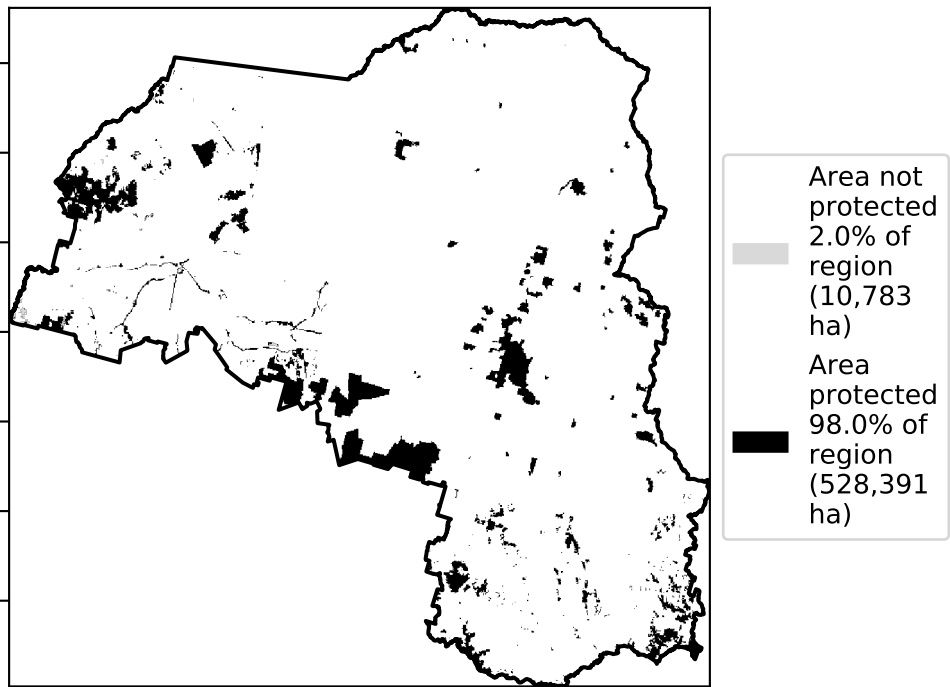 Area not
protected
2.0% of
region
(10,783
ha)
Area
protected
98.0% of
region
(528,391
ha)